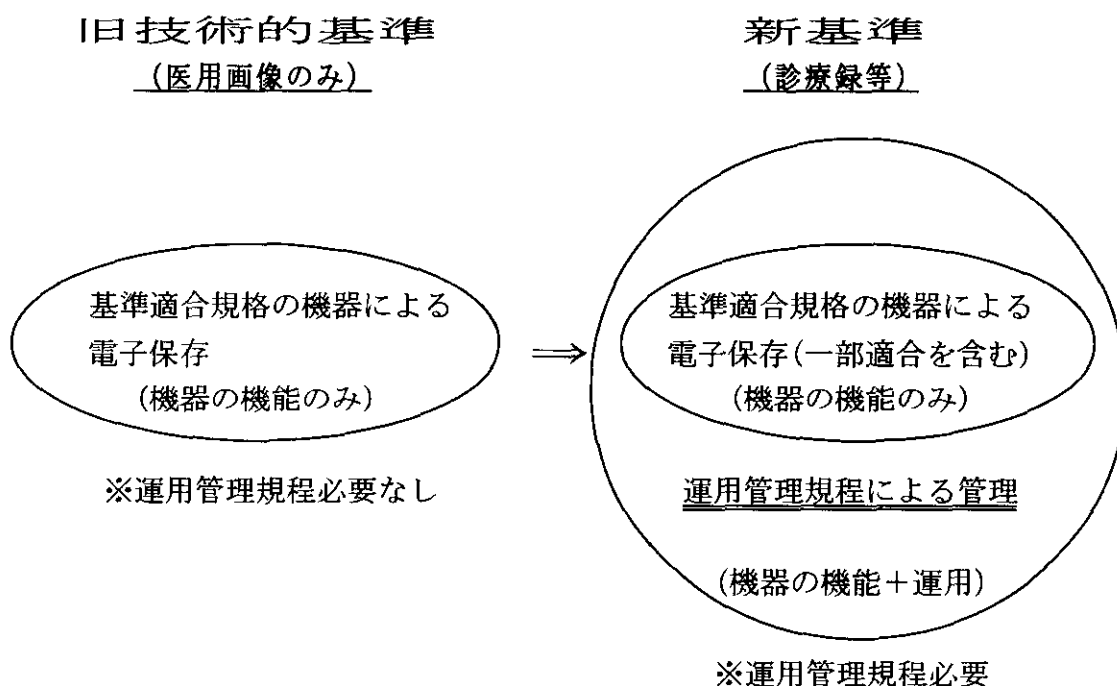 旧技術的基準
(医用画像のみ)
基準適合規格の機器による
電子保存
(機器の機能のみ)
※運用管理規程必要なし
⇒
新基準
(診療録等)
基準適合規格の機器による
電子保存(一部適合を含む)
(機器の機能のみ)
運用管理規程による管理
(機器の機能+運用)
※運用管理規程必要